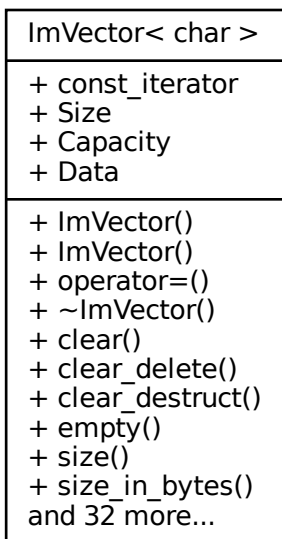 ImVector< char >
+ const_iterator
+ Size
+ Capacity
+ Data
+ ImVector()
+ ImVector()
+ operator=()
+ ~ImVector()
+ clear()
+ clear_delete()
+ clear_destruct()
+ empty()
+ size()
+ size_in_bytes()
and 32 more...